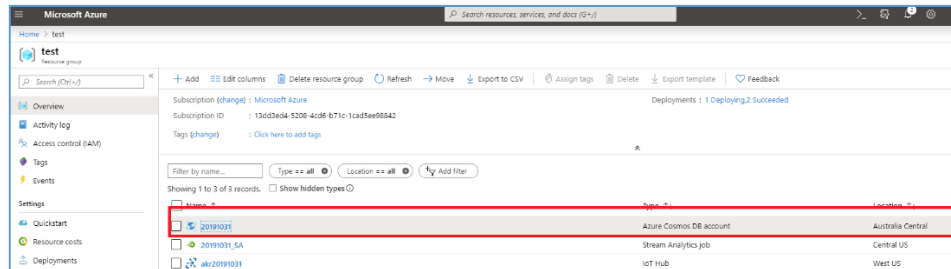 Microsoft Azure
Search resources, services, and docs (G+/)
2
Home > test
test
Resource group
Search (Ctrl+/)
Add Edit columns Delete resource group Refresh Move Export to CSV Assign tags Delete Export template Feedback
Overview
Activity log
Access control (IAM)
Tags
Events
Settings
Quickstart
Resource costs
Deployments
Subscription (change) : Microsoft Azure
Deployments : 1 Deploying,2 Succeeded
Subscription ID : 13dd3ed4-5208-4cd6-b71c-1cad5ee98842
Tags (change) : Click here to add tags
Filter by name... Type == all Location == all Add filter
Showing 1 to 3 of 3 records. Show hidden types
Name Type Location
20191031 Azure Cosmos DB account Australia Central
20191031_SA Stream Analytics job Central US
akr20191031 IoT Hub West US